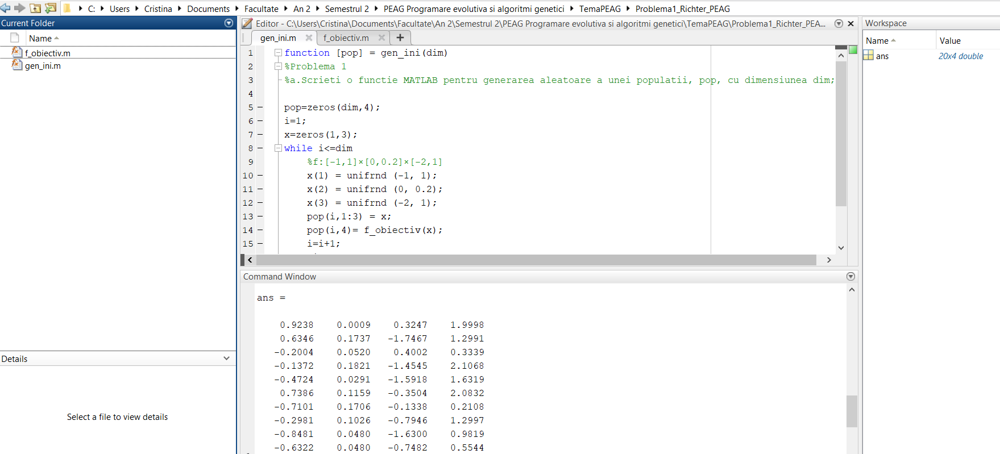 C: Users Cristina Documents Facultate An 2 Semestrul 2 PEAG Programare evolutiva si algoritmi genetici TemaPEAG Problema1_Richter_PEAG
Current Folder
Name
f_obiectiv.m
gen_ini.m
Details
Select a file to view details
Editor - C:\Users\Cristina\Documents\Facultate\An 2\Semestrul 2\PEAG Programare evolutiva si algoritmi genetici\TemaPEAG\Problema1_Richter_PEA...
gen_ini.m f_obiectiv.m +
1 function [pop] = gen_ini(dim)
2 %Problema 1
3 %a.Scrieti o functie MATLAB pentru generarea aleatoare a unei populatii, pop, cu dimensiunea dim;
4
5 pop=zeros(dim,4);
6 i=1;
7 x=zeros(1,3);
8 while i<=dim
9 %f:[-1,1]×[0,0.2]×[-2,1]
10 x(1) = unifrnd (-1, 1);
11 x(2) = unifrnd (0, 0.2);
12 x(3) = unifrnd (-2, 1);
13 pop(i,1:3) = x;
14 pop(i,4)= f_obiectiv(x);
15 i=i+1;
Command Window
ans =
0.9238 0.0009 0.3247 1.9998
0.6346 0.1737 -1.7467 1.2991
-0.2004 0.0520 0.4002 0.3339
-0.1372 0.1821 -1.4545 2.1068
-0.4724 0.0291 -1.5918 1.6319
0.7386 0.1159 -0.3504 2.0832
-0.7101 0.1706 -0.1338 0.2108
-0.2981 0.1026 -0.7946 1.2997
-0.8481 0.0480 -1.6300 0.9819
-0.6322 0.0480 -0.7482 0.5544
Workspace
Name Value
ans 20x4 double